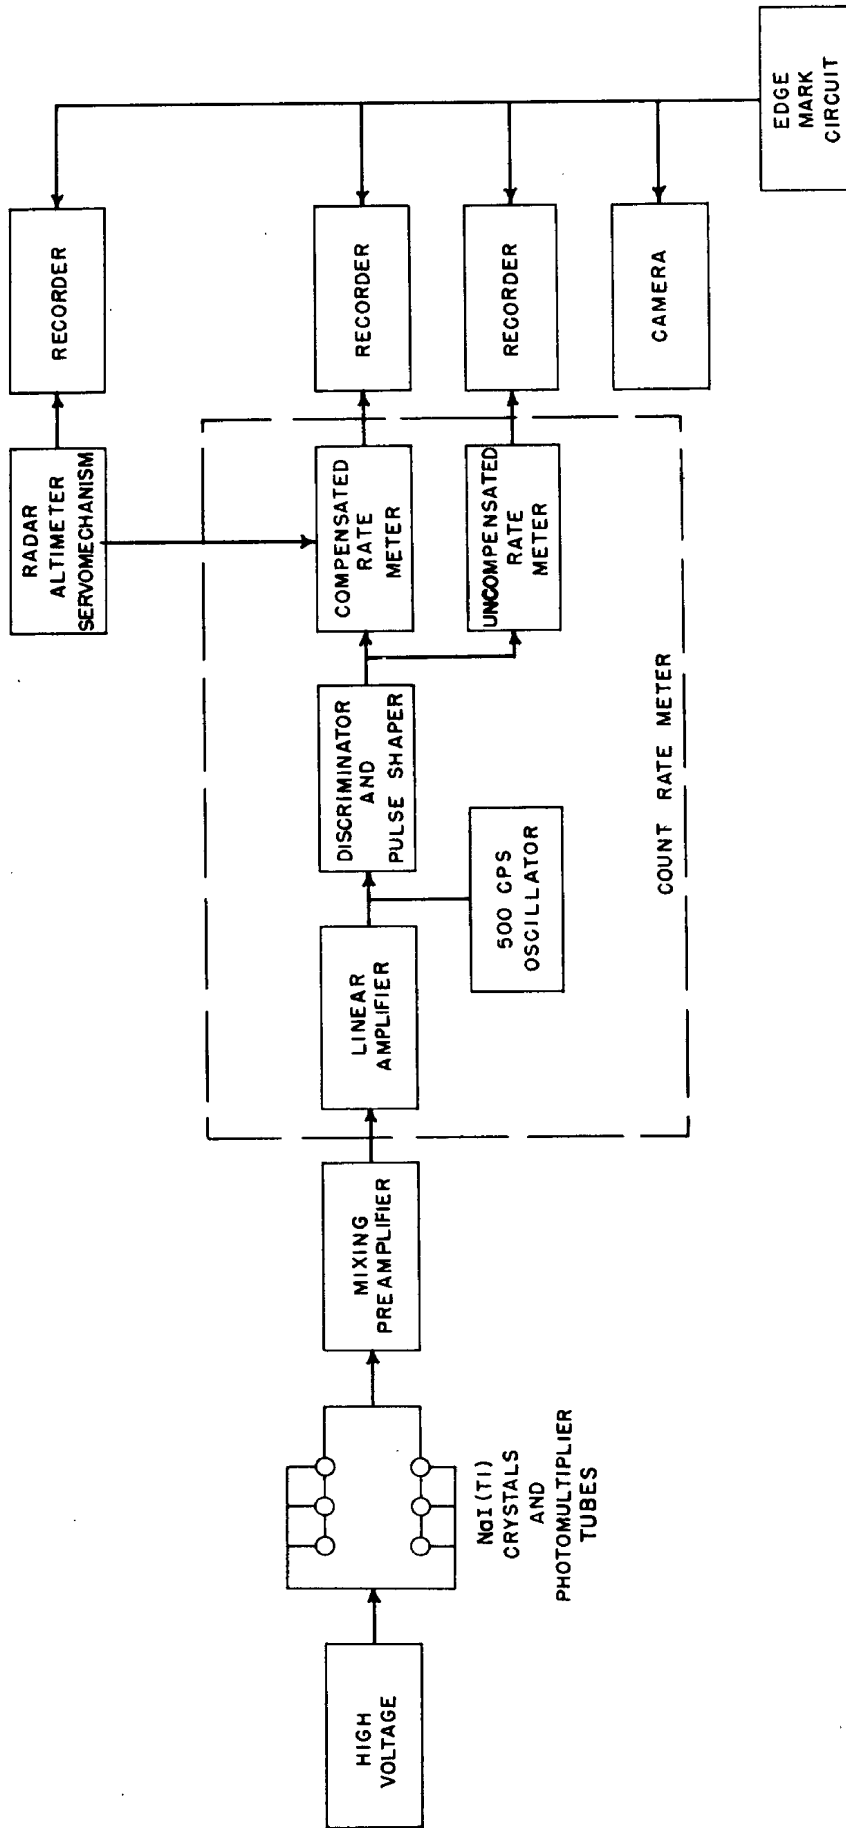 HIGH
VOLTAGE
NaI(Tl)
CRYSTALS
AND
PHOTOMULTIPLIER
TUBES
MIXING
PREAMPLIFIER
LINEAR
AMPLIFIER
500 CPS
OSCILLATOR
DISCRIMINATOR
AND
PULSE SHAPER
COUNT RATE METER
RADAR
ALTIMETER
SERVOMECHANISM
COMPENSATED
RATE
METER
UNCOMPENSATED
RATE
METER
RECORDER
RECORDER
RECORDER
CAMERA
EDGE
MARK
CIRCUIT